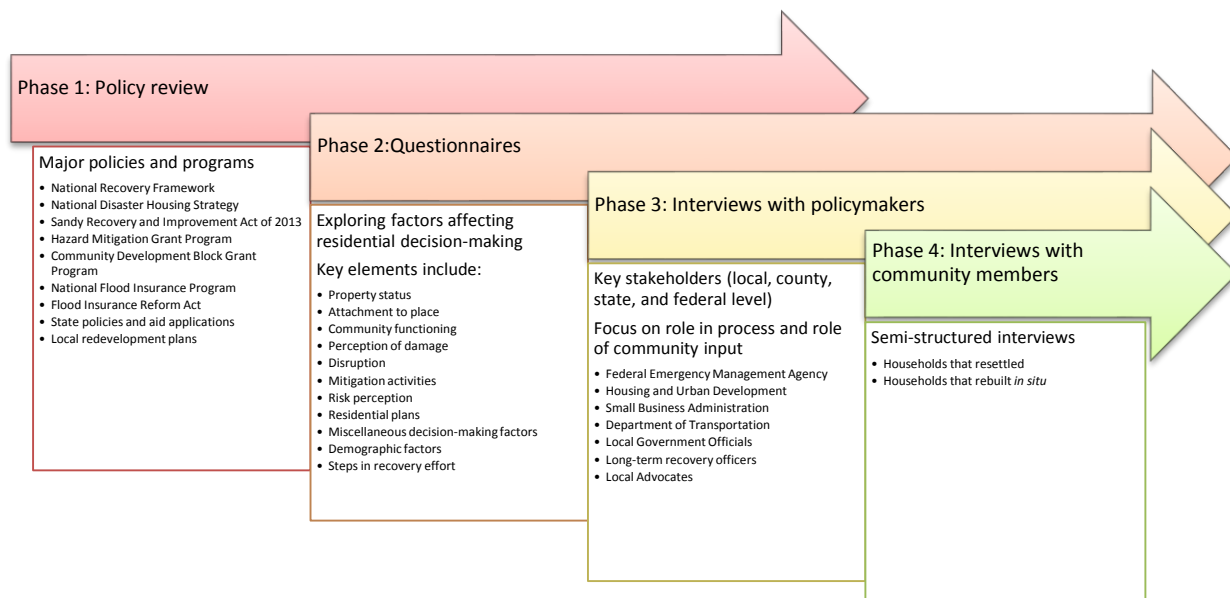 Phase 1: Policy review
Major policies and programs
• National Recovery Framework
• National Disaster Housing Strategy
• Sandy Recovery and Improvement Act of 2013
• Hazard Mitigation Grant Program
• Community Development Block Grant
Program
• National Flood Insurance Program
• Flood Insurance Reform Act
• State policies and aid applications
• Local redevelopment plans
Phase 2:Questionnaires
Exploring factors affecting
residential decision-making
Key elements include:
• Property status
• Attachment to place
• Community functioning
• Perception of damage
• Disruption
• Mitigation activities
• Risk perception
• Residential plans
• Miscellaneous decision-making factors
• Demographic factors
• Steps in recovery effort
Phase 3: Interviews with policymakers
Key stakeholders (local, county,
state, and federal level)
Focus on role in process and role
of community input
• Federal Emergency Management Agency
• Housing and Urban Development
• Small Business Administration
• Department of Transportation
• Local Government Officials
• Long-term recovery officers
• Local Advocates
Phase 4: Interviews with
community members
Semi-structured interviews
• Households that resettled
• Households that rebuilt in situ